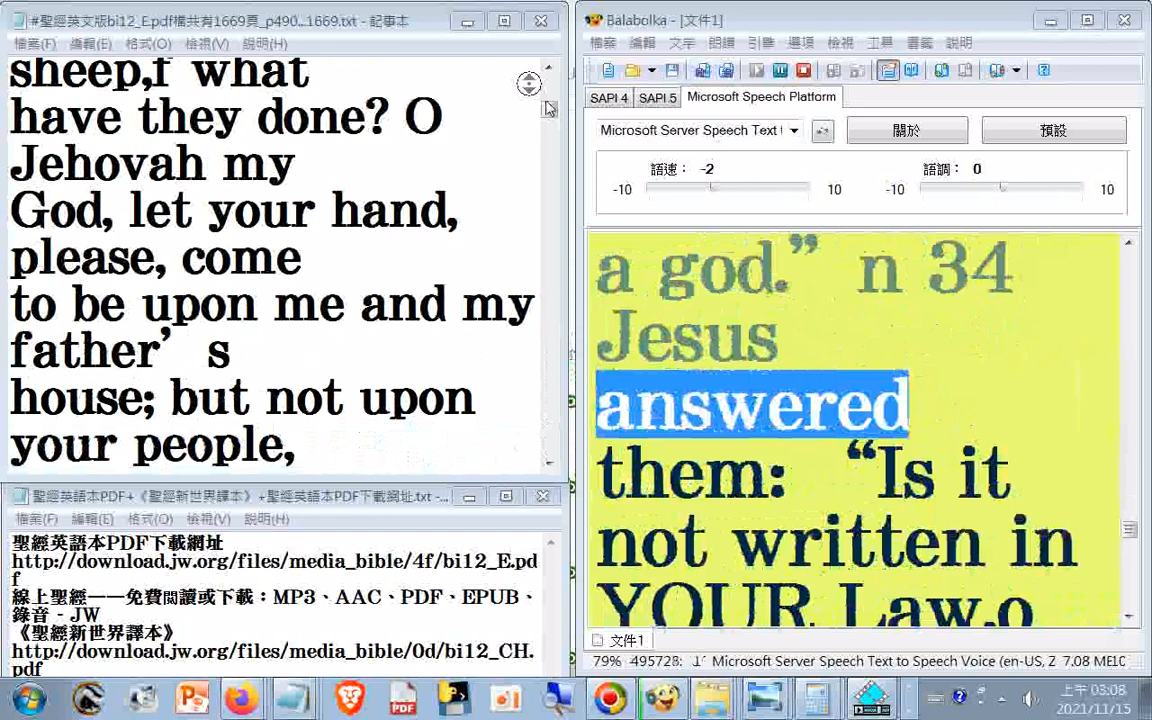 #聖經英文版bi12_E.pdf檔共有1669頁_p490...1669.txt - 記事本
檔案(F) 編輯(E) 格式(O) 檢視(V) 說明(H)
sheep,f what
have they done? O
Jehovah my
God, let your hand,
please, come
to be upon me and my
father’s
house; but not upon
your people,
聖經英語本PDF+《聖經新世界譯本》+聖經英語本PDF下載網址.txt - ...
檔案(F) 編輯(E) 格式(O) 檢視(V) 說明(H)
聖經英語本PDF下載網址
http://download.jw.org/files/media_bible/4f/bi12_E.pd
f
線上聖經——免費閱讀或下載：MP3、AAC、PDF、EPUB、
錄音 - JW
《聖經新世界譯本》
http://download.jw.org/files/media_bible/0d/bi12_CH.
pdf
Balabolka - [文件1]
檔案 編輯 文字 朗讀 引擎 選項 檢視 工具 書籤 說明
SAPI 4 SAPI 5 Microsoft Speech Platform
Microsoft Server Speech Text 關於 預設
語速： -2 語調： 0
-10 10 -10 10
a god.” n 34
Jesus
answered
them: “Is it
not written in
YOUR Law,o
文件1
79% 495728: Microsoft Server Speech Text to Speech Voice (en-US, Z 7.08 ME
上午 03:08
2021/11/15